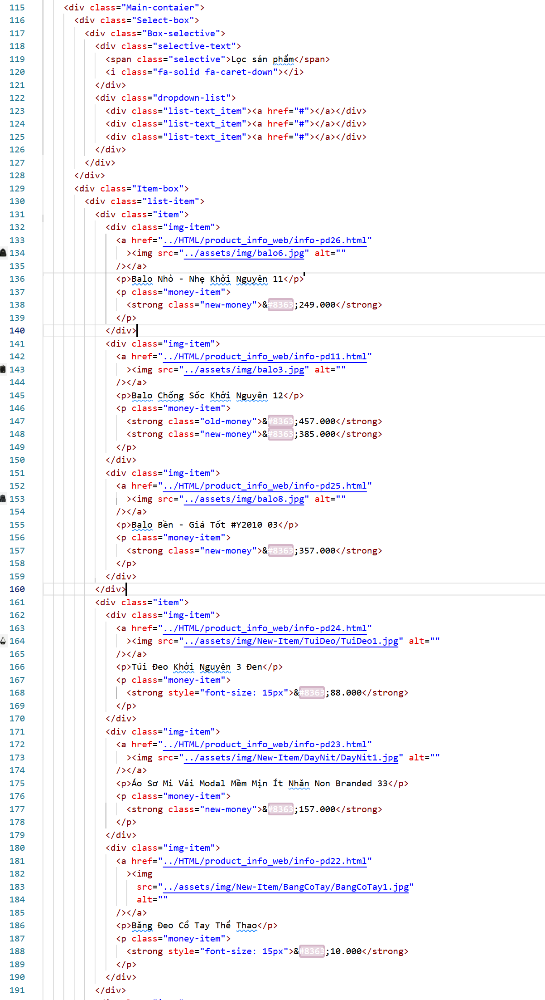 115 <div class="Main-contaier">
116 <div class="Select-box">
117 <div class="Box-selective">
118 <div class="selective-text">
119 <span class="selective">Lọc sản phẩm</span>
120 <i class="fa-solid fa-caret-down"></i>
121 </div>
122 <div class="dropdown-list">
123 <div class="list-text_item"><a href="#"></a></div>
124 <div class="list-text_item"><a href="#"></a></div>
125 <div class="list-text_item"><a href="#"></a></div>
126 </div>
127 </div>
128 </div>
129 <div class="Item-box">
130 <div class="list-item">
131 <div class="item">
132 <div class="img-item">
133 <a href="../HTML/product_info_web/info-pd26.html"
134 ><img src="../assets/img/balo6.jpg" alt=""
135 /></a>
136 <p>Balo Nhỏ - Nhẹ Khởi Nguyên 11</p>
137 <p class="money-item">
138 <strong class="new-money">&#8363;249.000</strong>
139 </p>
140 </div>
141 <div class="img-item">
142 <a href="../HTML/product_info_web/info-pd11.html"
143 ><img src="../assets/img/balo3.jpg" alt=""
144 /></a>
145 <p>Balo Chống Sốc Khởi Nguyên 12</p>
146 <p class="money-item">
147 <strong class="old-money">&#8363;457.000</strong>
148 <strong class="new-money">&#8363;385.000</strong>
149 </p>
150 </div>
151 <div class="img-item">
152 <a href="../HTML/product_info_web/info-pd25.html"
153 ><img src="../assets/img/balo8.jpg" alt=""
154 /></a>
155 <p>Balo Bền - Giá Tốt #Y2010 03</p>
156 <p class="money-item">
157 <strong class="new-money">&#8363;357.000</strong>
158 </p>
159 </div>
160 </div>
161 <div class="item">
162 <div class="img-item">
163 <a href="../HTML/product_info_web/info-pd24.html"
164 ><img src="../assets/img/New-Item/TuiDeo/TuiDeo1.jpg" alt=""
165 /></a>
166 <p>Túi Đeo Khởi Nguyên 3 Đen</p>
167 <p class="money-item">
168 <strong style="font-size: 15px">&#8363;88.000</strong>
169 </p>
170 </div>
171 <div class="img-item">
172 <a href="../HTML/product_info_web/info-pd23.html"
173 ><img src="../assets/img/New-Item/DayNit/DayNit1.jpg" alt=""
174 /></a>
175 <p>Áo Sơ Mi Vải Modal Mềm Mịn Ít Nhăn Non Branded 33</p>
176 <p class="money-item">
177 <strong class="new-money">&#8363;157.000</strong>
178 </p>
179 </div>
180 <div class="img-item">
181 <a href="../HTML/product_info_web/info-pd22.html"
182 ><img
183 src="../assets/img/New-Item/BangCoTay/BangCoTay1.jpg"
184 alt=""
185 /></a>
186 <p>Băng Đeo Cổ Tay Thể Thao</p>
187 <p class="money-item">
188 <strong style="font-size: 15px">&#8363;10.000</strong>
189 </p>
190 </div>
191 </div>